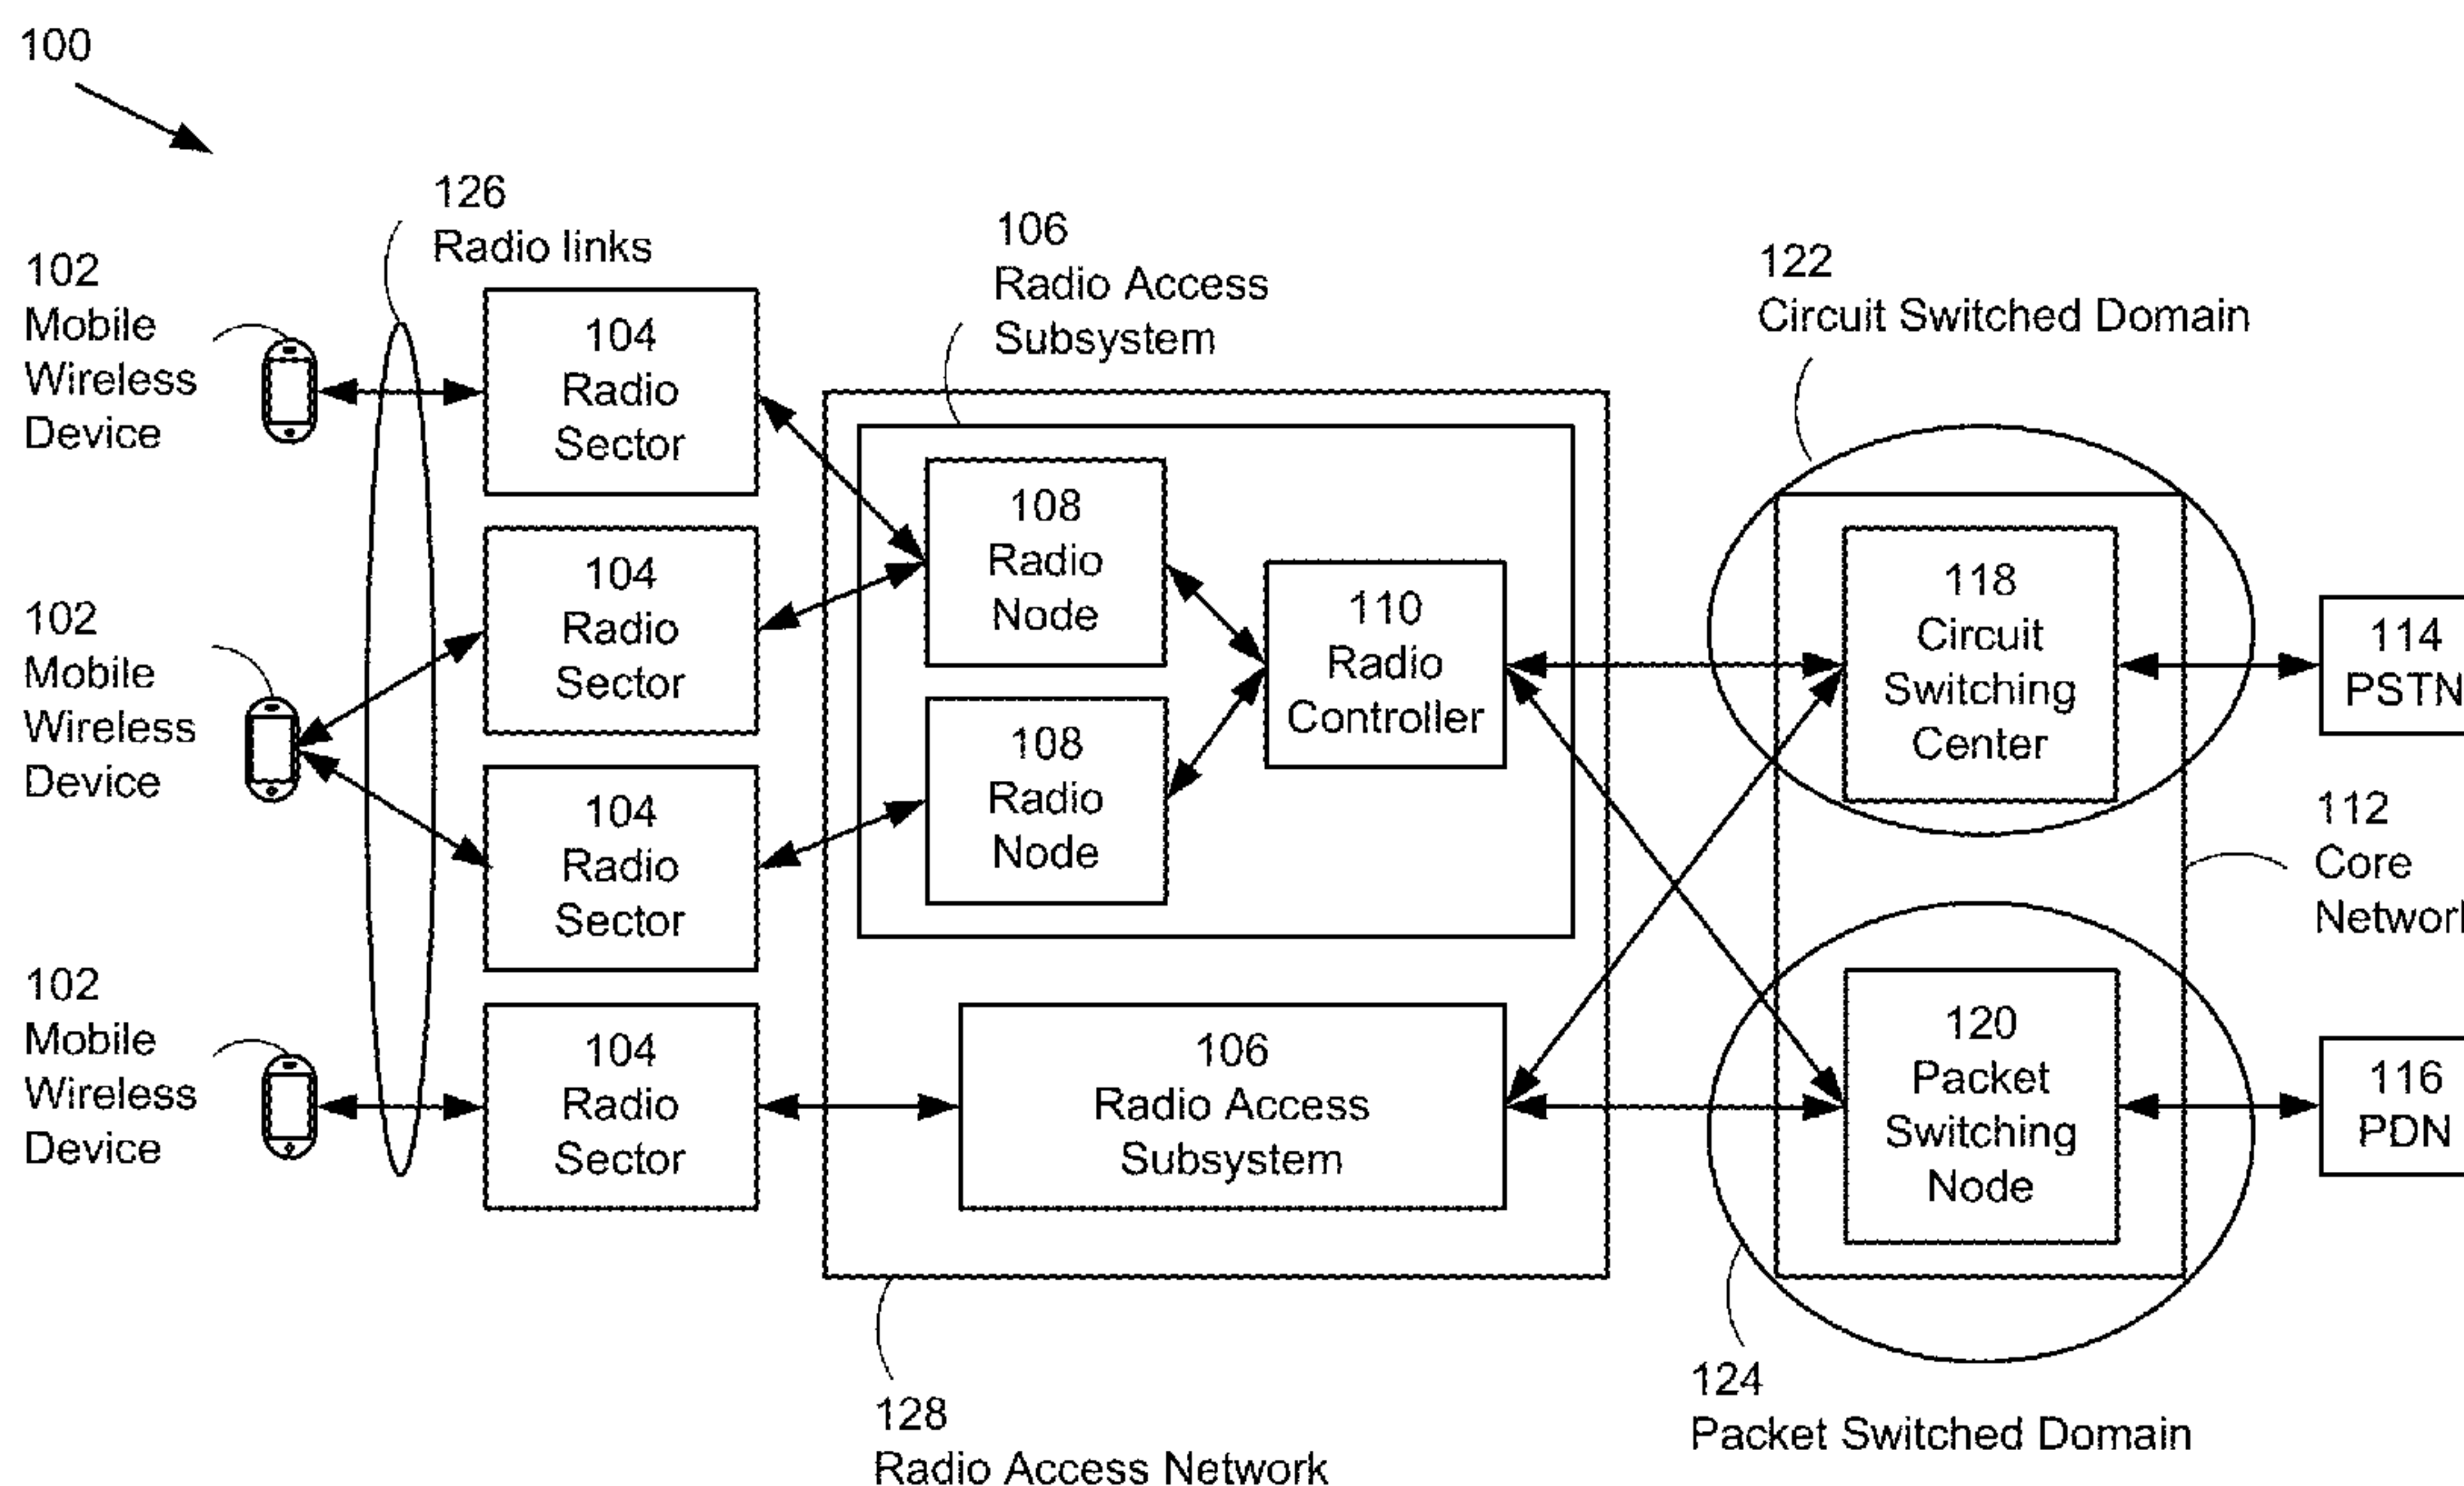 100
126
Radio links
102
Mobile
Wireless
Device
104
Radio
Sector
106
Radio Access
Subsystem
122
Circuit Switched Domain
102
Mobile
Wireless
Device
104
Radio
Sector
104
Radio
Sector
108
Radio
Node
108
Radio
Node
110
Radio
Controller
118
Circuit
Switching
Center
114
PSTN
112
Core
Network
102
Mobile
Wireless
Device
104
Radio
Sector
106
Radio Access
Subsystem
120
Packet
Switching
Node
116
PDN
128
Radio Access Network
124
Packet Switched Domain